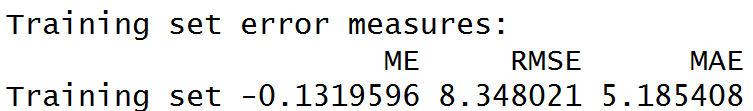 Training set error measures:
ME RMSE MAE
Training set -0.1319596 8.348021 5.185408